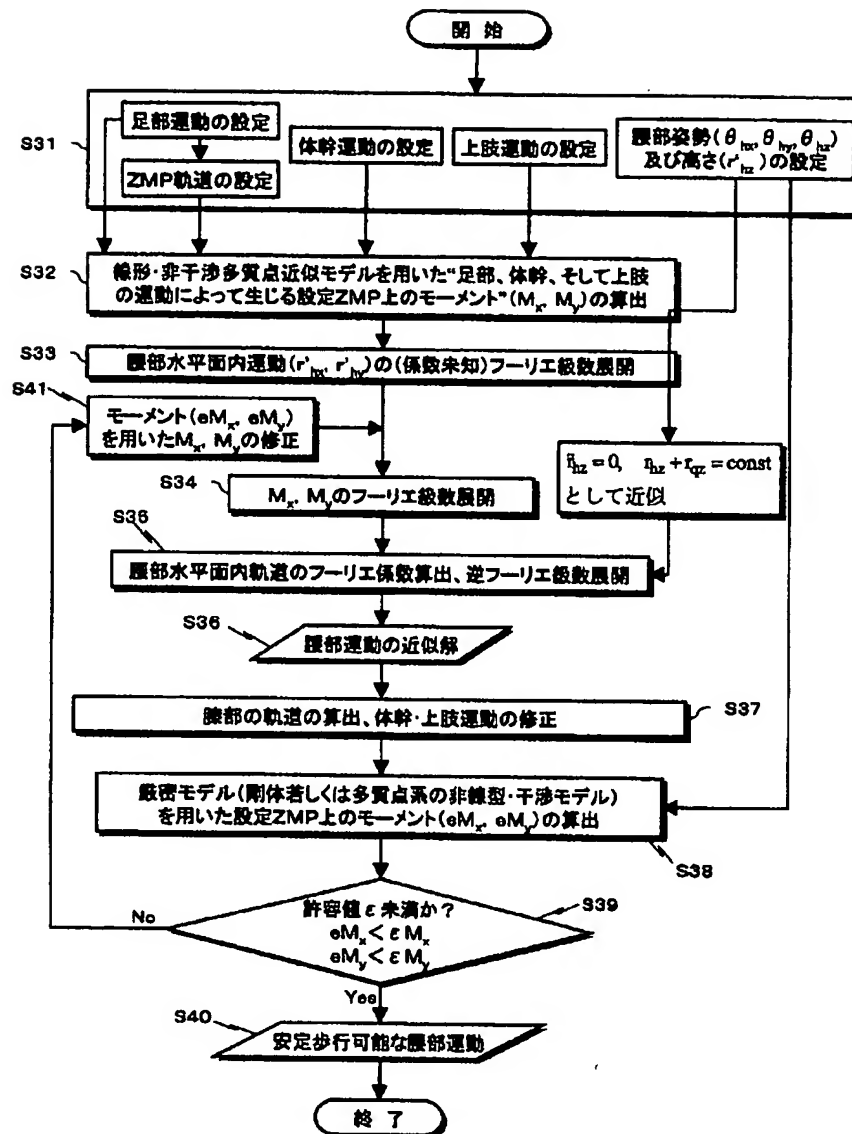 開 始
S31
足部運動の設定
ZMP軌道の設定
体幹運動の設定
上肢運動の設定
腰部姿勢(θhx, θhy, θhz)
及び高さ(r'hz)の設定
S32
線形・非干渉多質点近似モデルを用いた“足部、体幹、そして上肢
の運動によって生じる設定ZMP上のモーメント”(Mx, My)の算出
S33
腰部水平面内運動(r'hx, r'hy)の(係数未知)フーリエ級数展開
S41
モーメント(eMx, eMy)
を用いたMx, Myの修正
r̈hz = 0, rhz + rqz = const
として近似
S34
Mx, Myのフーリエ級数展開
S35
腰部水平面内軌道のフーリエ係数算出、逆フーリエ級数展開
S36
腰部運動の近似解
腰部の軌道の算出、体幹・上肢運動の修正
S37
厳密モデル(剛体若しくは多質点系の非線型・干渉モデル)
を用いた設定ZMP上のモーメント(eMx, eMy)の算出
S38
No
許容値ε未満か?
eMx<εMx
eMy<εMy
S39
Yes
S40
安定歩行可能な腰部運動
終 了